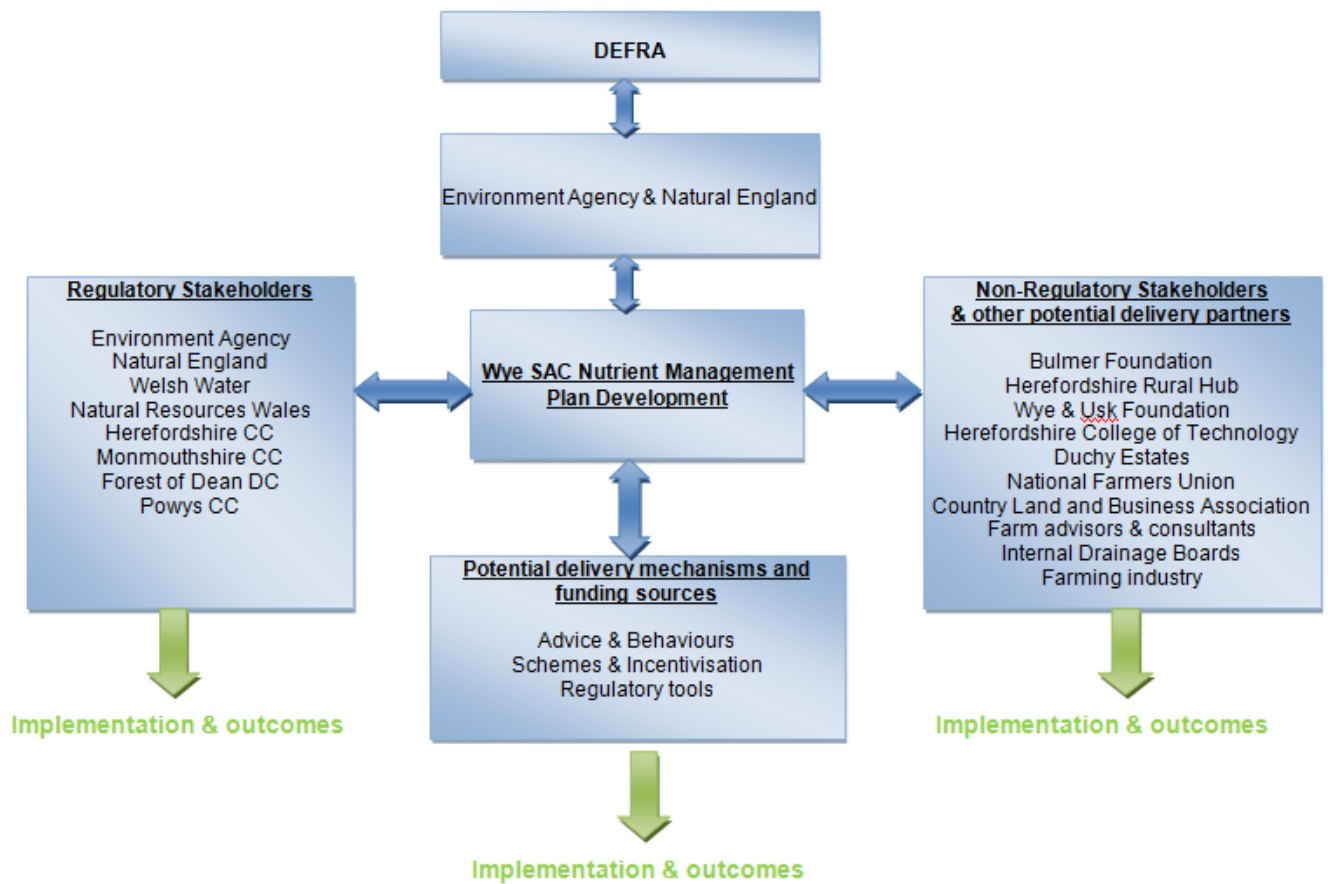 DEFRA
Environment Agency & Natural England
Regulatory Stakeholders
Environment Agency
Natural England
Welsh Water
Natural Resources Wales
Herefordshire CC
Monmouthshire CC
Forest of Dean DC
Powys CC
Wye SAC Nutrient Management
Plan Development
Non-Regulatory Stakeholders
& other potential delivery partners
Bulmer Foundation
Herefordshire Rural Hub
Wye & Usk Foundation
Herefordshire College of Technology
Duchy Estates
National Farmers Union
Country Land and Business Association
Farm advisors & consultants
Internal Drainage Boards
Farming industry
Potential delivery mechanisms and
funding sources
Advice & Behaviours
Schemes & Incentivisation
Regulatory tools
Implementation & outcomes
Implementation & outcomes
Implementation & outcomes